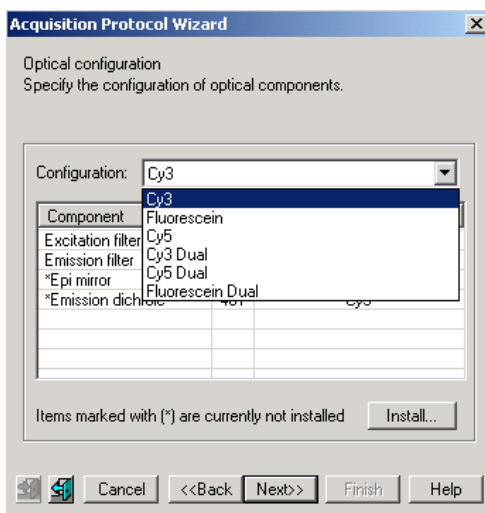 Acquisition Protocol Wizard
Optical configuration
Specify the configuration of optical components.
Configuration: Cy3
Cy3
Fluorescein
Cy5
Cy3 Dual
Cy5 Dual
Fluorescein Dual
Component
Excitation filter
Emission filter
*Epi mirror
*Emission
Items marked with (*) are currently not installed Install...
Cancel <<Back Next>> Finish Help